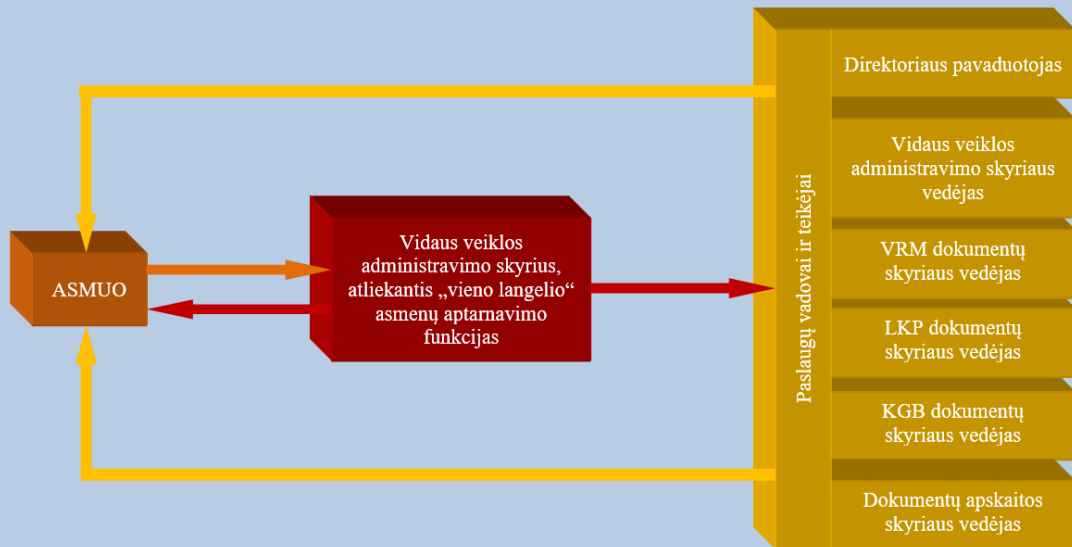 ASMUO
Vidaus veiklos
administravimo skyrius,
atliekantis „vieno langelio“
asmenų aptarnavimo
funkcijas
Paslaugų vadovai ir teikėjai
Direktoriaus pavaduotojas
Vidaus veiklos
administravimo skyriaus
vedėjas
VRM dokumentų
skyriaus vedėjas
LKP dokumentų
skyriaus vedėjas
KGB dokumentų
skyriaus vedėjas
Dokumentų apskaitos
skyriaus vedėjas